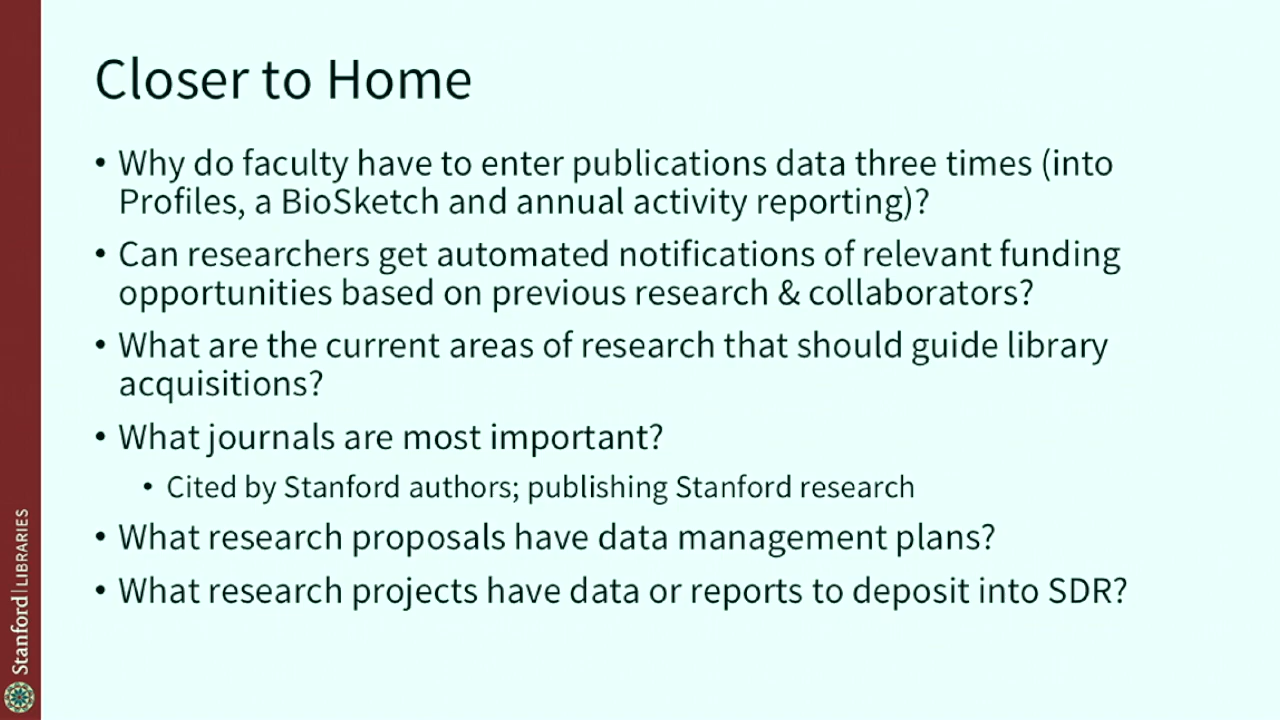 Closer to Home
• Why do faculty have to enter publications data three times (into
Profiles, a BioSketch and annual activity reporting)?
• Can researchers get automated notifications of relevant funding
opportunities based on previous research & collaborators?
• What are the current areas of research that should guide library
acquisitions?
• What journals are most important?
• Cited by Stanford authors; publishing Stanford research
• What research proposals have data management plans?
• What research projects have data or reports to deposit into SDR?
Stanford | LIBRARIES